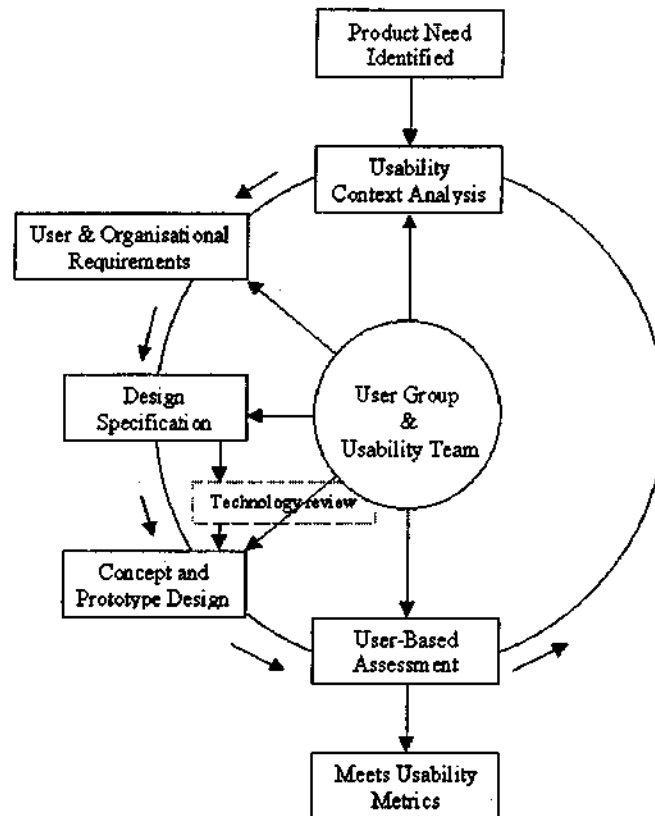 Product Need
Identified
Usability
Context Analysis
User & Organisational
Requirements
Design
Specification
User Group
&
Usability Team
Technology review
Concept and
Prototype Design
User-Based
Assessment
Meets Usability
Metrics